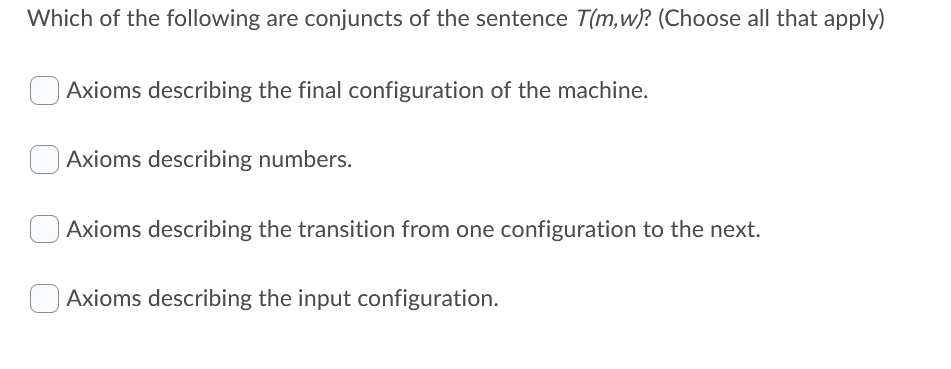 Which of the following are conjuncts of the sentence T(m,w)? (Choose all that apply)
Axioms describing the final configuration of the machine.
Axioms describing numbers.
Axioms describing the transition from one configuration to the next.
Axioms describing the input configuration.